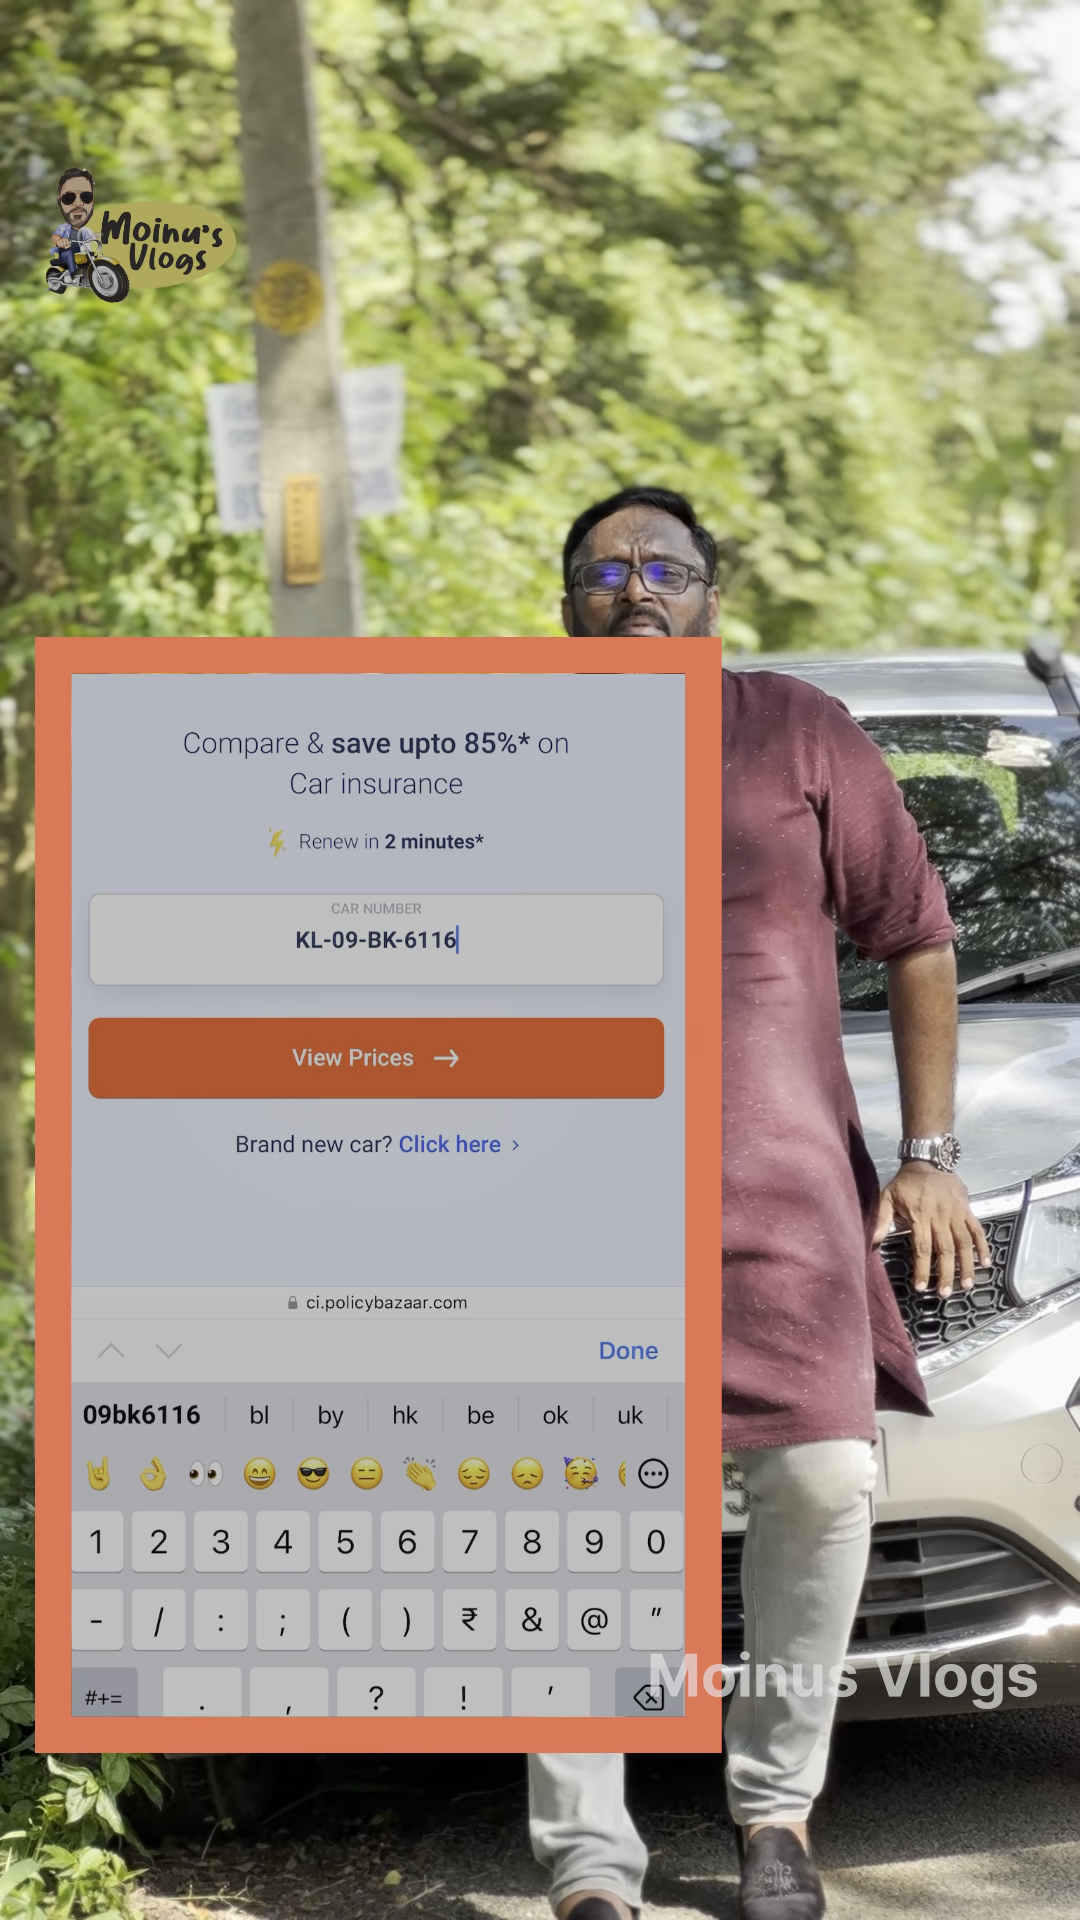 Moinu's
Vlogs
Compare & save upto 85%* on
Car insurance
Renew in 2 minutes*
CAR NUMBER
KL-09-BK-6116
View Prices →
Brand new car? Click here >
ci.policybazaar.com
Done
09bk6116 bl by hk be ok uk
1 2 3 4 5 6 7 8 9 0
- / : ; ( ) ₹ & @ "
#+= . , ? ! '
Moinus Vlogs